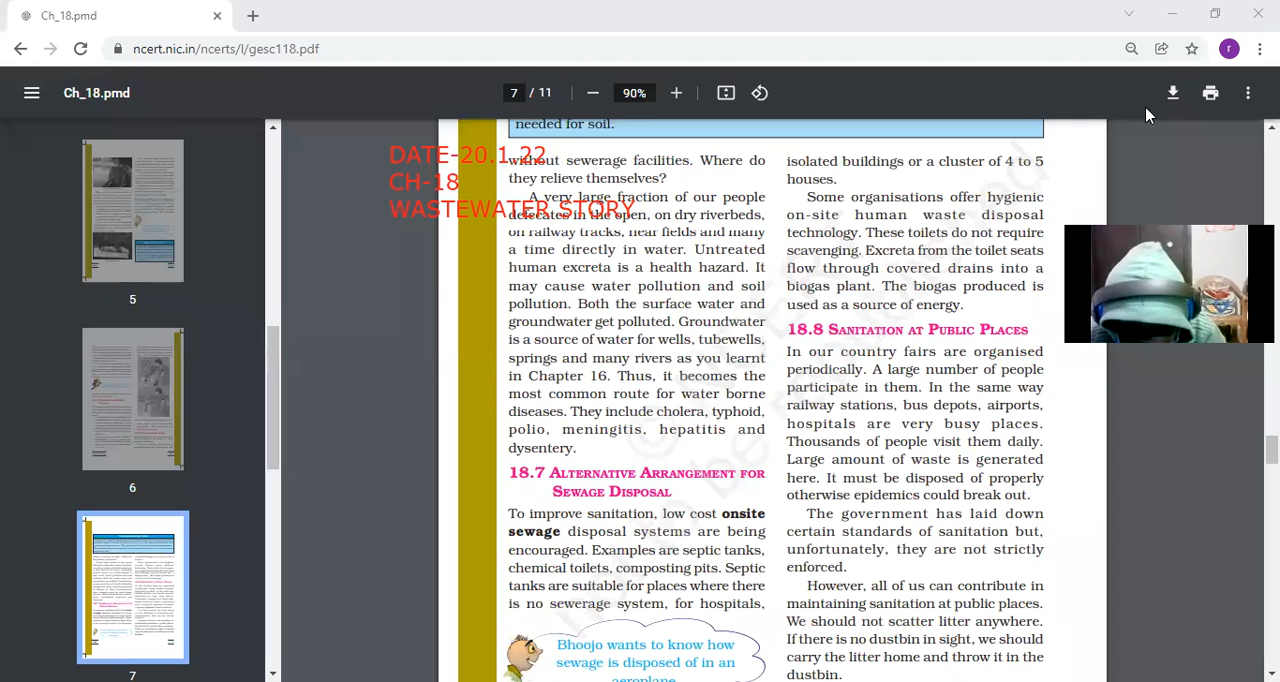 Ch_18.pmd
ncert.nic.in/ncerts/l/gesc118.pdf
r
Ch_18.pmd
7 / 11
90%
5
6
7
DATE-20.1.22
CH-18
WASTEWATER STORY
needed for soil.
without sewerage facilities. Where do
they relieve themselves?
A very large fraction of our people
defecates in the open, on dry riverbeds,
on railway tracks, near fields and many
a time directly in water. Untreated
human excreta is a health hazard. It
may cause water pollution and soil
pollution. Both the surface water and
groundwater get polluted. Groundwater
is a source of water for wells, tubewells,
springs and many rivers as you learnt
in Chapter 16. Thus, it becomes the
most common route for water borne
diseases. They include cholera, typhoid,
polio, meningitis, hepatitis and
dysentery.
18.7 ALTERNATIVE ARRANGEMENT FOR
SEWAGE DISPOSAL
To improve sanitation, low cost onsite
sewage disposal systems are being
encouraged. Examples are septic tanks,
chemical toilets, composting pits. Septic
tanks are suitable for places where there
is no sewerage system, for hospitals,
Bhoojo wants to know how
sewage is disposed of in an
aeroplane.
isolated buildings or a cluster of 4 to 5
houses.
Some organisations offer hygienic
on-site human waste disposal
technology. These toilets do not require
scavenging. Excreta from the toilet seats
flow through covered drains into a
biogas plant. The biogas produced is
used as a source of energy.
18.8 SANITATION AT PUBLIC PLACES
In our country fairs are organised
periodically. A large number of people
participate in them. In the same way
railway stations, bus depots, airports,
hospitals are very busy places.
Thousands of people visit them daily.
Large amount of waste is generated
here. It must be disposed of properly
otherwise epidemics could break out.
The government has laid down
certain standards of sanitation but,
unfortunately, they are not strictly
enforced.
However, all of us can contribute in
maintaining sanitation at public places.
We should not scatter litter anywhere.
If there is no dustbin in sight, we should
carry the litter home and throw it in the
dustbin.